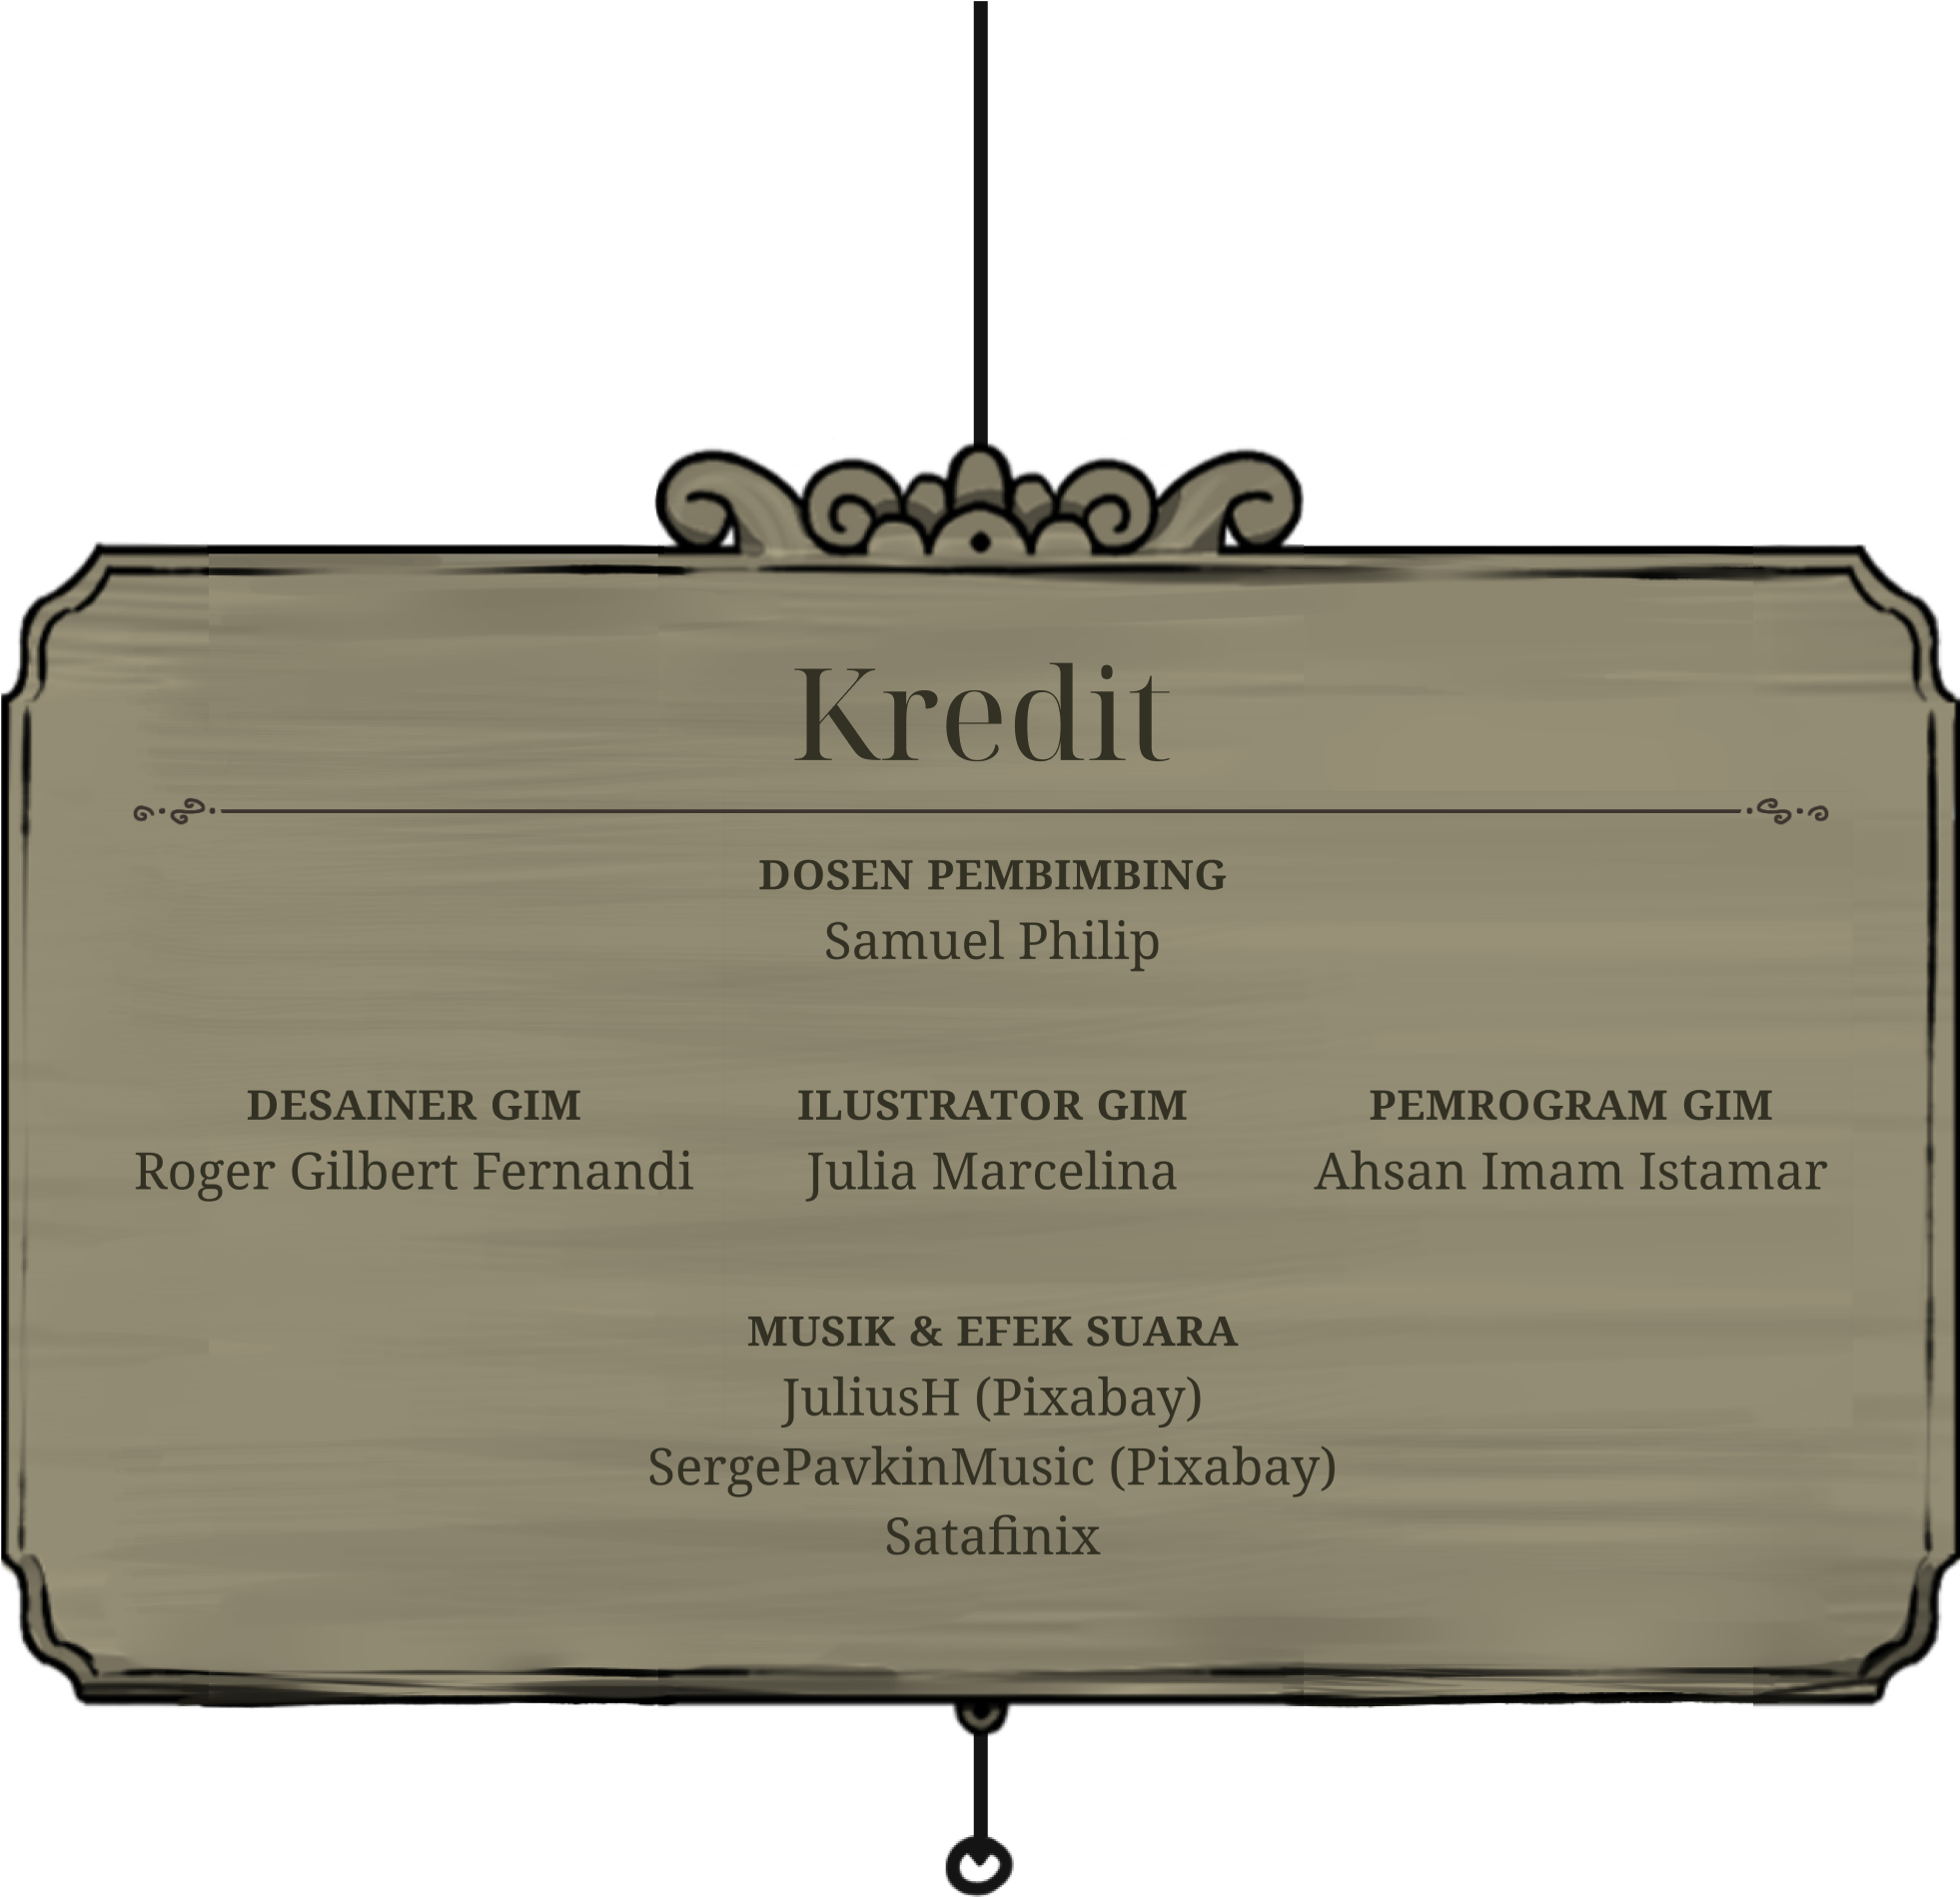 Kredit
DOSEN PEMBIMBING
Samuel Philip
DESAINER GIM
Roger Gilbert Fernandi
ILUSTRATOR GIM
Julia Marcelina
PEMROGRAM GIM
Ahsan Imam Istamar
MUSIK & EFEK SUARA
JuliusH (Pixabay)
SergePavkinMusic (Pixabay)
Satafinix